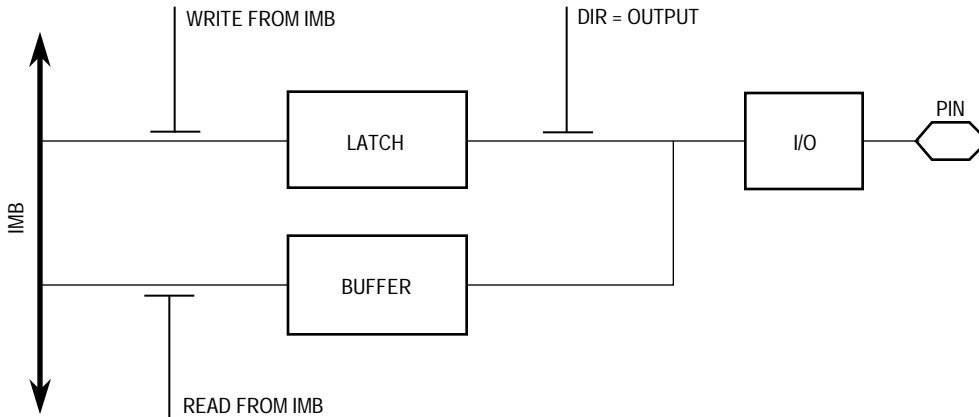 WRITE FROM IMB
DIR = OUTPUT
PIN
LATCH
I/O
IMB
BUFFER
READ FROM IMB